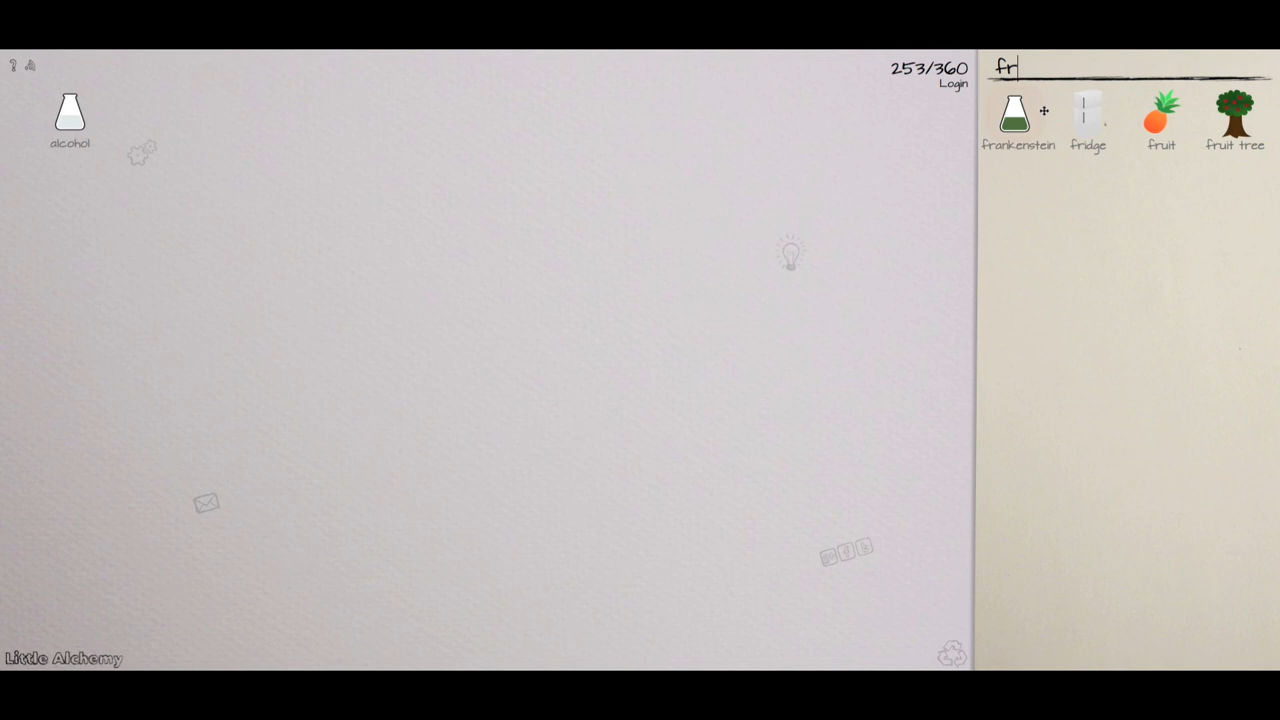 ?
253/360
Login
fr
alcohol
frankenstein
fridge
fruit
fruit tree
Little Alchemy